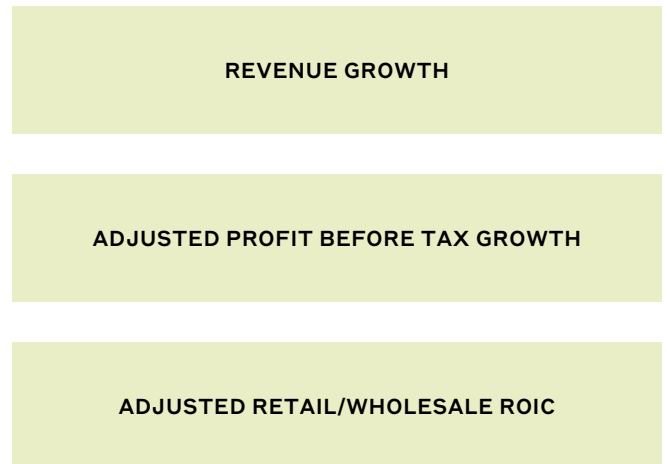 REVENUE GROWTH
ADJUSTED PROFIT BEFORE TAX GROWTH
ADJUSTED RETAIL/WHOLESALE ROIC